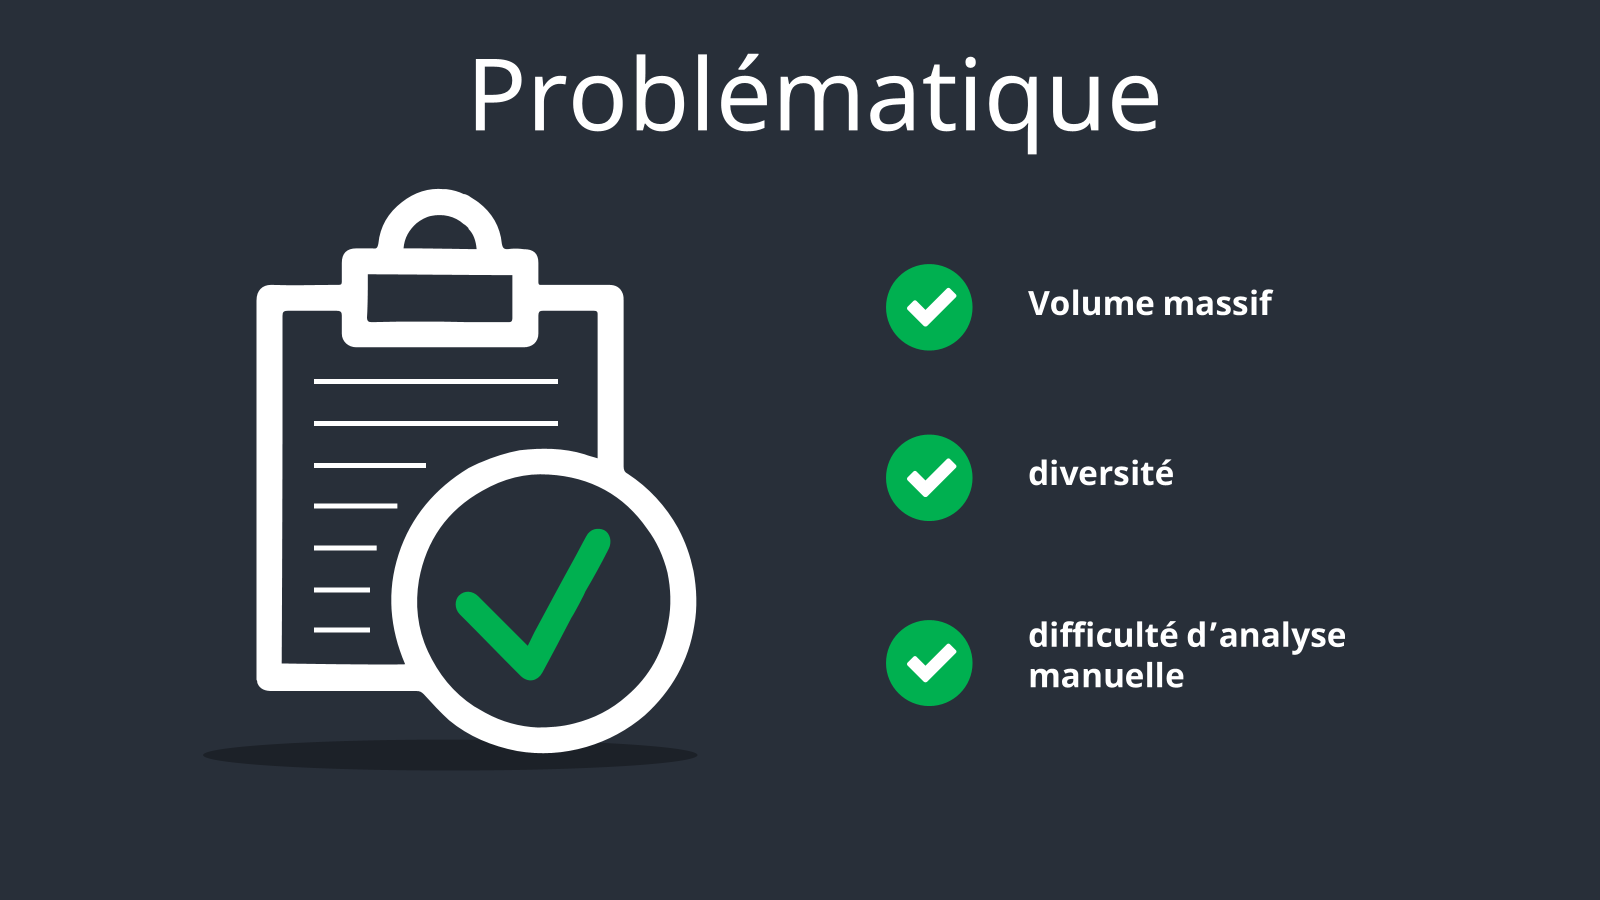 Problématique
Volume massif
diversité
difficulté d’analyse
manuelle